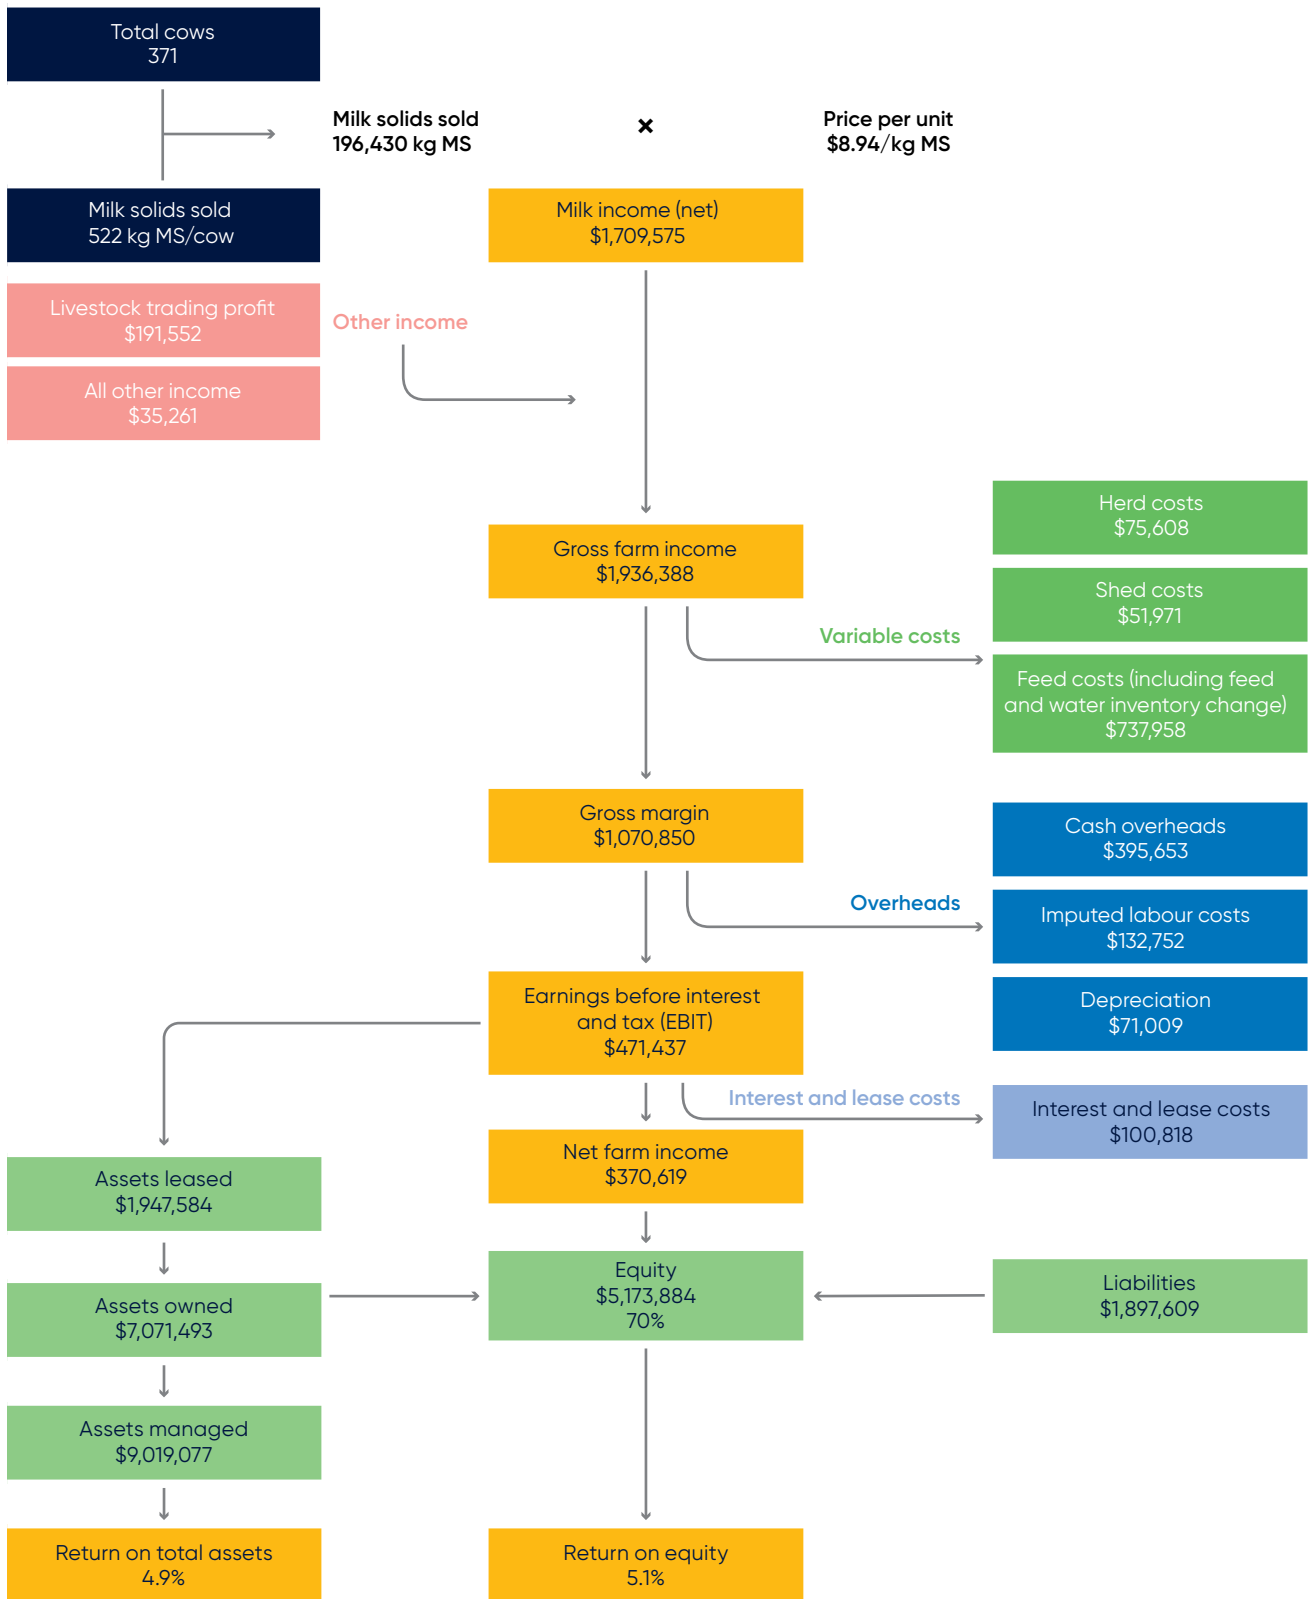 Total cows
371
Milk solids sold
196,430 kg MS
×
Price per unit
$8.94/kg MS
Milk solids sold
522 kg MS/cow
Milk income (net)
$1,709,575
Livestock trading profit
$191,552
Other income
All other income
$35,261
Herd costs
$75,608
Gross farm income
$1,936,388
Shed costs
$51,971
Variable costs
Feed costs (including feed
and water inventory change)
$737,958
Gross margin
$1,070,850
Cash overheads
$395,653
Overheads
Imputed labour costs
$132,752
Earnings before interest
and tax (EBIT)
$471,437
Depreciation
$71,009
Interest and lease costs
Interest and lease costs
$100,818
Net farm income
$370,619
Assets leased
$1,947,584
Equity
$5,173,884
70%
Liabilities
$1,897,609
Assets owned
$7,071,493
Assets managed
$9,019,077
Return on total assets
4.9%
Return on equity
5.1%